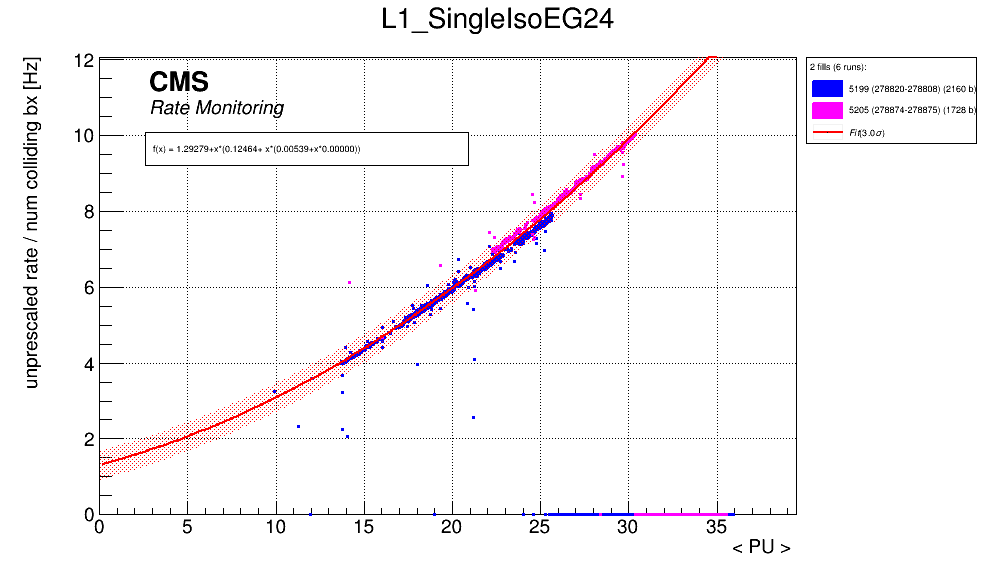 L1_SingleIsoEG24
unprescaled rate / num colliding bx [Hz]
12
10
8
6
4
2
0
CMS
Rate Monitoring
f(x) = 1.29279+x*(0.12464+ x*(0.00539+x*0.00000))
0 5 10 15 20 25 30 35
< PU >
2 fills (6 runs):
5199 (278820-278808) (2160 b)
5205 (278874-278875) (1728 b)
Fit(3.0σ)